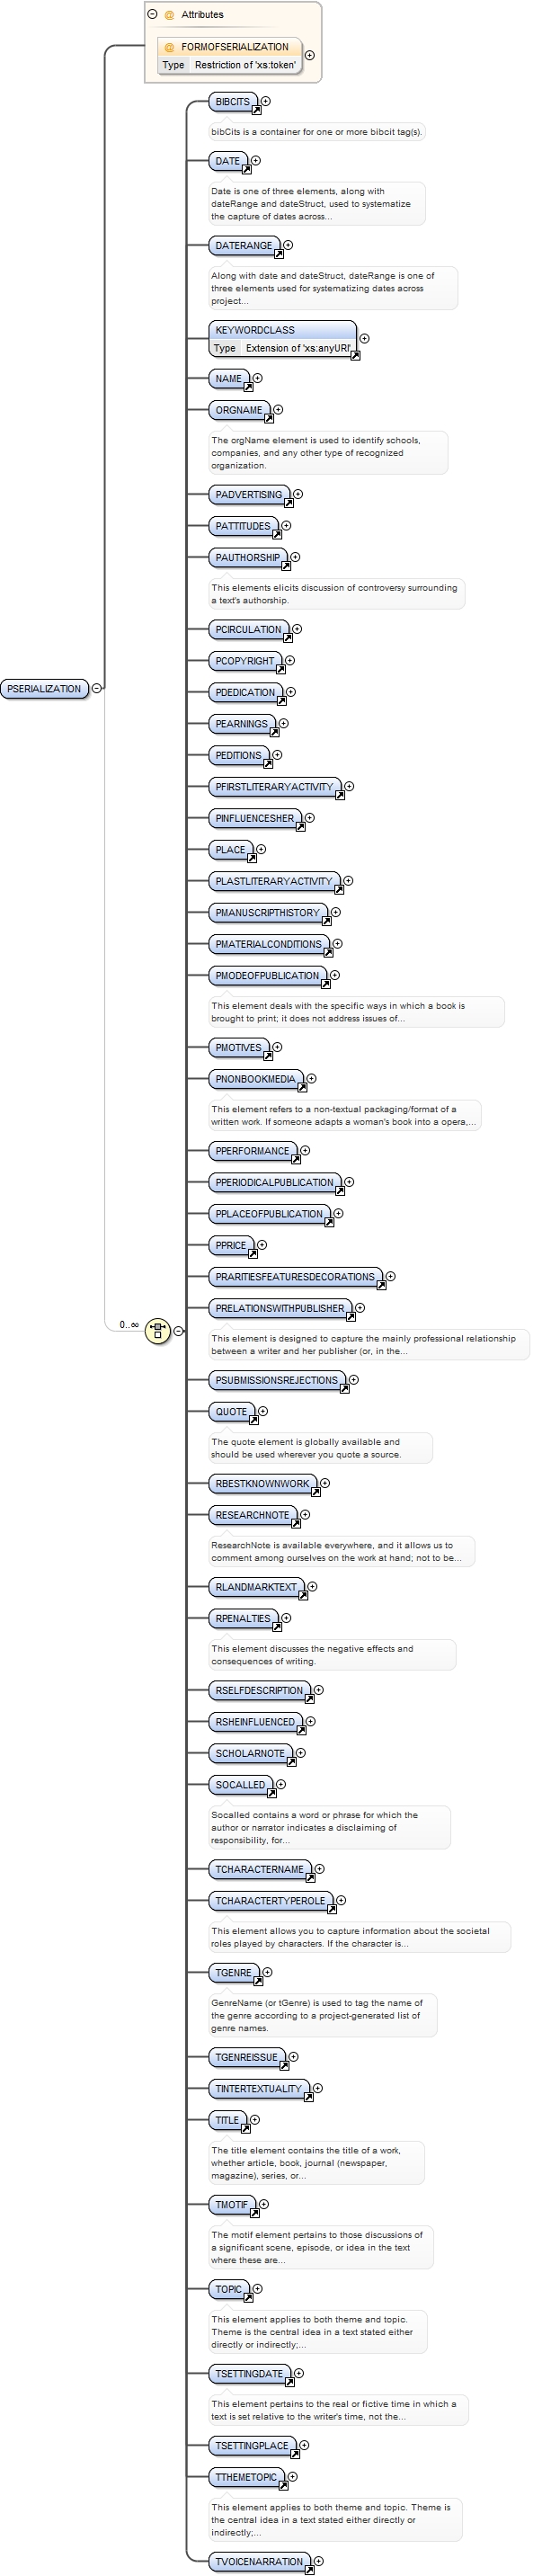 Attributes
FORMOFSERIALIZATION
Type Restriction of 'xs:token'
BIBCITS
bibCits is a container for one or more bibcit tag(s).
DATE
Date is one of three elements, along with
dateRange and dateStruct, used to systematize
the capture of dates across...
DATERANGE
Along with date and dateStruct, dateRange is one of
three elements used for systematizing dates across
project...
KEYWORDCLASS
Type Extension of 'xs:anyURI'
NAME
ORGNAME
The orgName element is used to identify schools,
companies, and any other type of recognized
organization.
PADVERTISING
PATTITUDES
PAUTHORSHIP
This elements elicits discussion of controversy surrounding
a text's authorship.
PCIRCULATION
PCOPYRIGHT
PSERIALIZATION
PDEDICATION
PEARNINGS
PEDITIONS
PFIRSTLITERARYACTIVITY
PINFLUENCESHER
PLACE
PLASTLITERARYACTIVITY
PMANUSCRIPTHISTORY
PMATERIALCONDITIONS
PMODEOFPUBLICATION
This element deals with the specific ways in which a book is
brought to print; it does not address issues of...
PMOTIVES
PNONBOOKMEDIA
This element refers to a non-textual packaging/format of a
written work. If someone adapts a woman's book into a opera,...
PPERFORMANCE
PPERIODICALPUBLICATION
PPLACEOFPUBLICATION
PPRICE
PRARITIESFEATURESDECORATIONS
PRELATIONSWITHPUBLISHER
0..∞
This element is designed to capture the mainly professional relationship
between a writer and her publisher (or, in the...
PSUBMISSIONSREJECTIONS
QUOTE
The quote element is globally available and
should be used wherever you quote a source.
RBESTKNOWNWORK
RESEARCHNOTE
ResearchNote is available everywhere, and it allows us to
comment among ourselves on the work at hand; not to be...
RLANDMARKTEXT
RPENALTIES
This element discusses the negative effects and
consequences of writing.
RSELFDESCRIPTION
RSHEINFLUENCED
SCHOLARNOTE
SOCALLED
Socalled contains a word or phrase for which the
author or narrator indicates a disclaiming of
responsibility, for...
TCHARACTERNAME
TCHARACTERTYPEROLE
This element allows you to capture information about the societal
roles played by characters. If the character is...
TGENRE
GenreName (or tGenre) is used to tag the name of
the genre according to a project-generated list of
genre names.
TGENREISSUE
TINTERTEXTUALITY
TITLE
The title element contains the title of a work,
whether article, book, journal (newspaper,
magazine), series, or...
TMOTIF
The motif element pertains to those discussions of
a significant scene, episode, or idea in the text
where these are...
TOPIC
This element applies to both theme and topic.
Theme is the central idea in a text stated either
directly or indirectly;...
TSETTINGDATE
This element pertains to the real or fictive time in which a
text is set relative to the writer's time, not the...
TSETTINGPLACE
TTHEMETOPIC
This element applies to both theme and topic. Theme is
the central idea in a text stated either directly or
indirectly;...
TVOICENARRATION